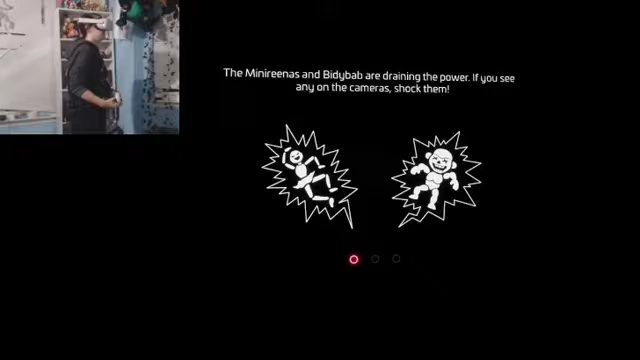 The Minireenas and Bidybab are draining the power. If you see
any on the cameras, shock them!